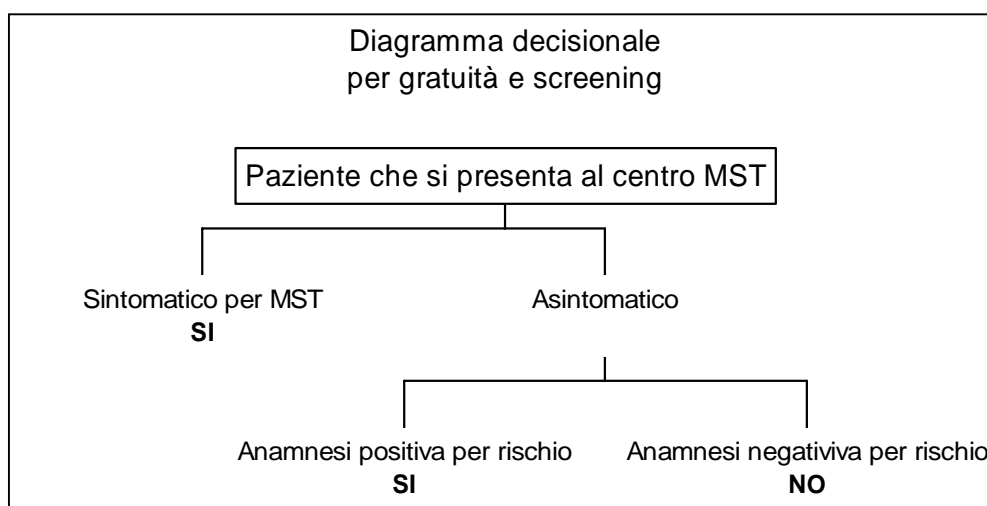 Diagramma decisionale
per gratuità e screening
Paziente che si presenta al centro MST
Sintomatico per MST
SI
Asintomatico
Anamnesi positiva per rischio
SI
Anamnesi negativiva per rischio
NO